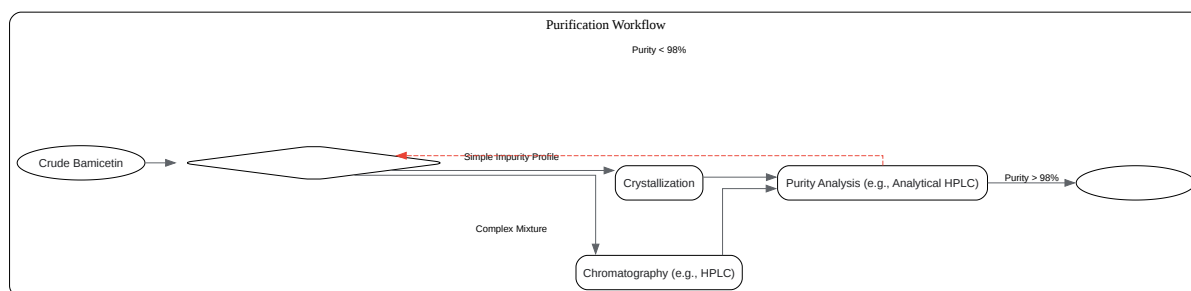 Purification Workflow
Purity < 98%
Crude Bamicetin
Simple Impurity Profile
Crystallization
Purity Analysis (e.g., Analytical HPLC)
Purity > 98%
Complex Mixture
Chromatography (e.g., HPLC)